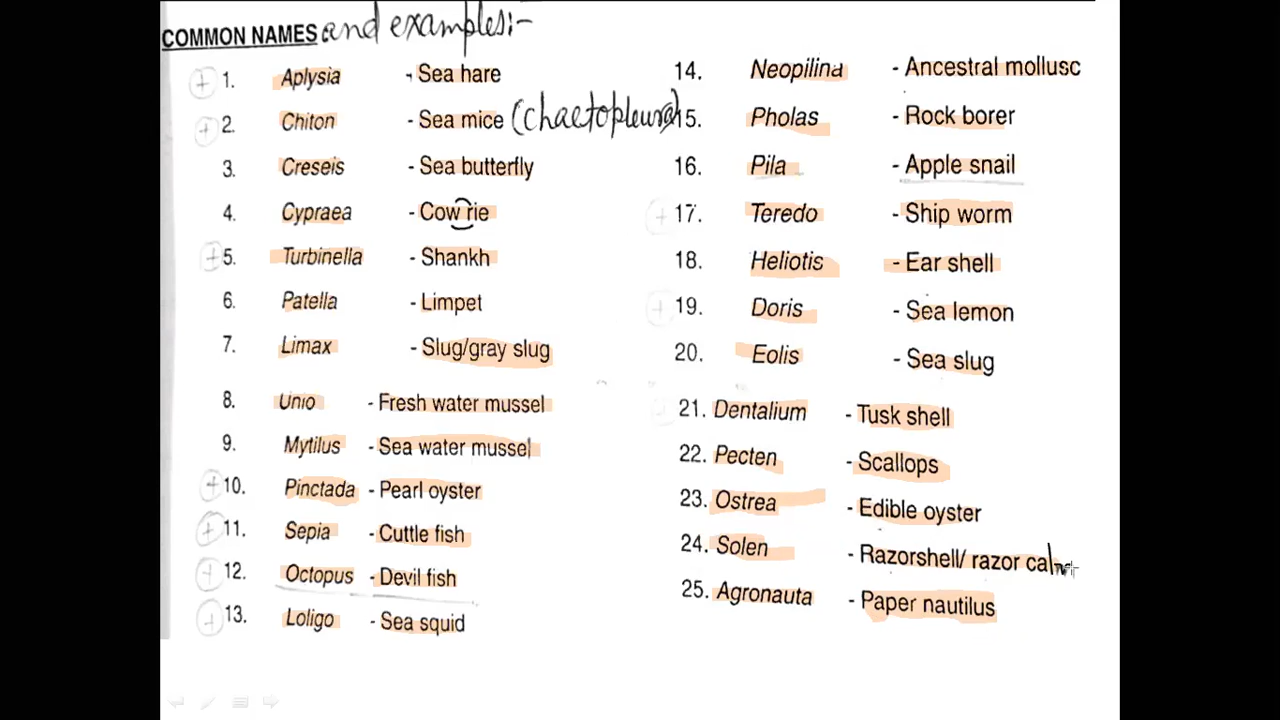 COMMON NAMES and examples:-
1. Aplysia - Sea hare
2. Chiton - Sea mice (chaetopleura)
3. Creseis - Sea butterfly
4. Cypraea - Cow rie
5. Turbinella - Shankh
6. Patella - Limpet
7. Limax - Slug/gray slug
8. Unio - Fresh water mussel
9. Mytilus - Sea water mussel
10. Pinctada - Pearl oyster
11. Sepia - Cuttle fish
12. Octopus - Devil fish
13. Loligo - Sea squid
14. Neopilina - Ancestral mollusc
15. Pholas - Rock borer
16. Pila - Apple snail
17. Teredo - Ship worm
18. Heliotis - Ear shell
19. Doris - Sea lemon
20. Eolis - Sea slug
21. Dentalium - Tusk shell
22. Pecten - Scallops
23. Ostrea - Edible oyster
24. Solen - Razorshell/ razor
25. Agronauta - Paper nautilus